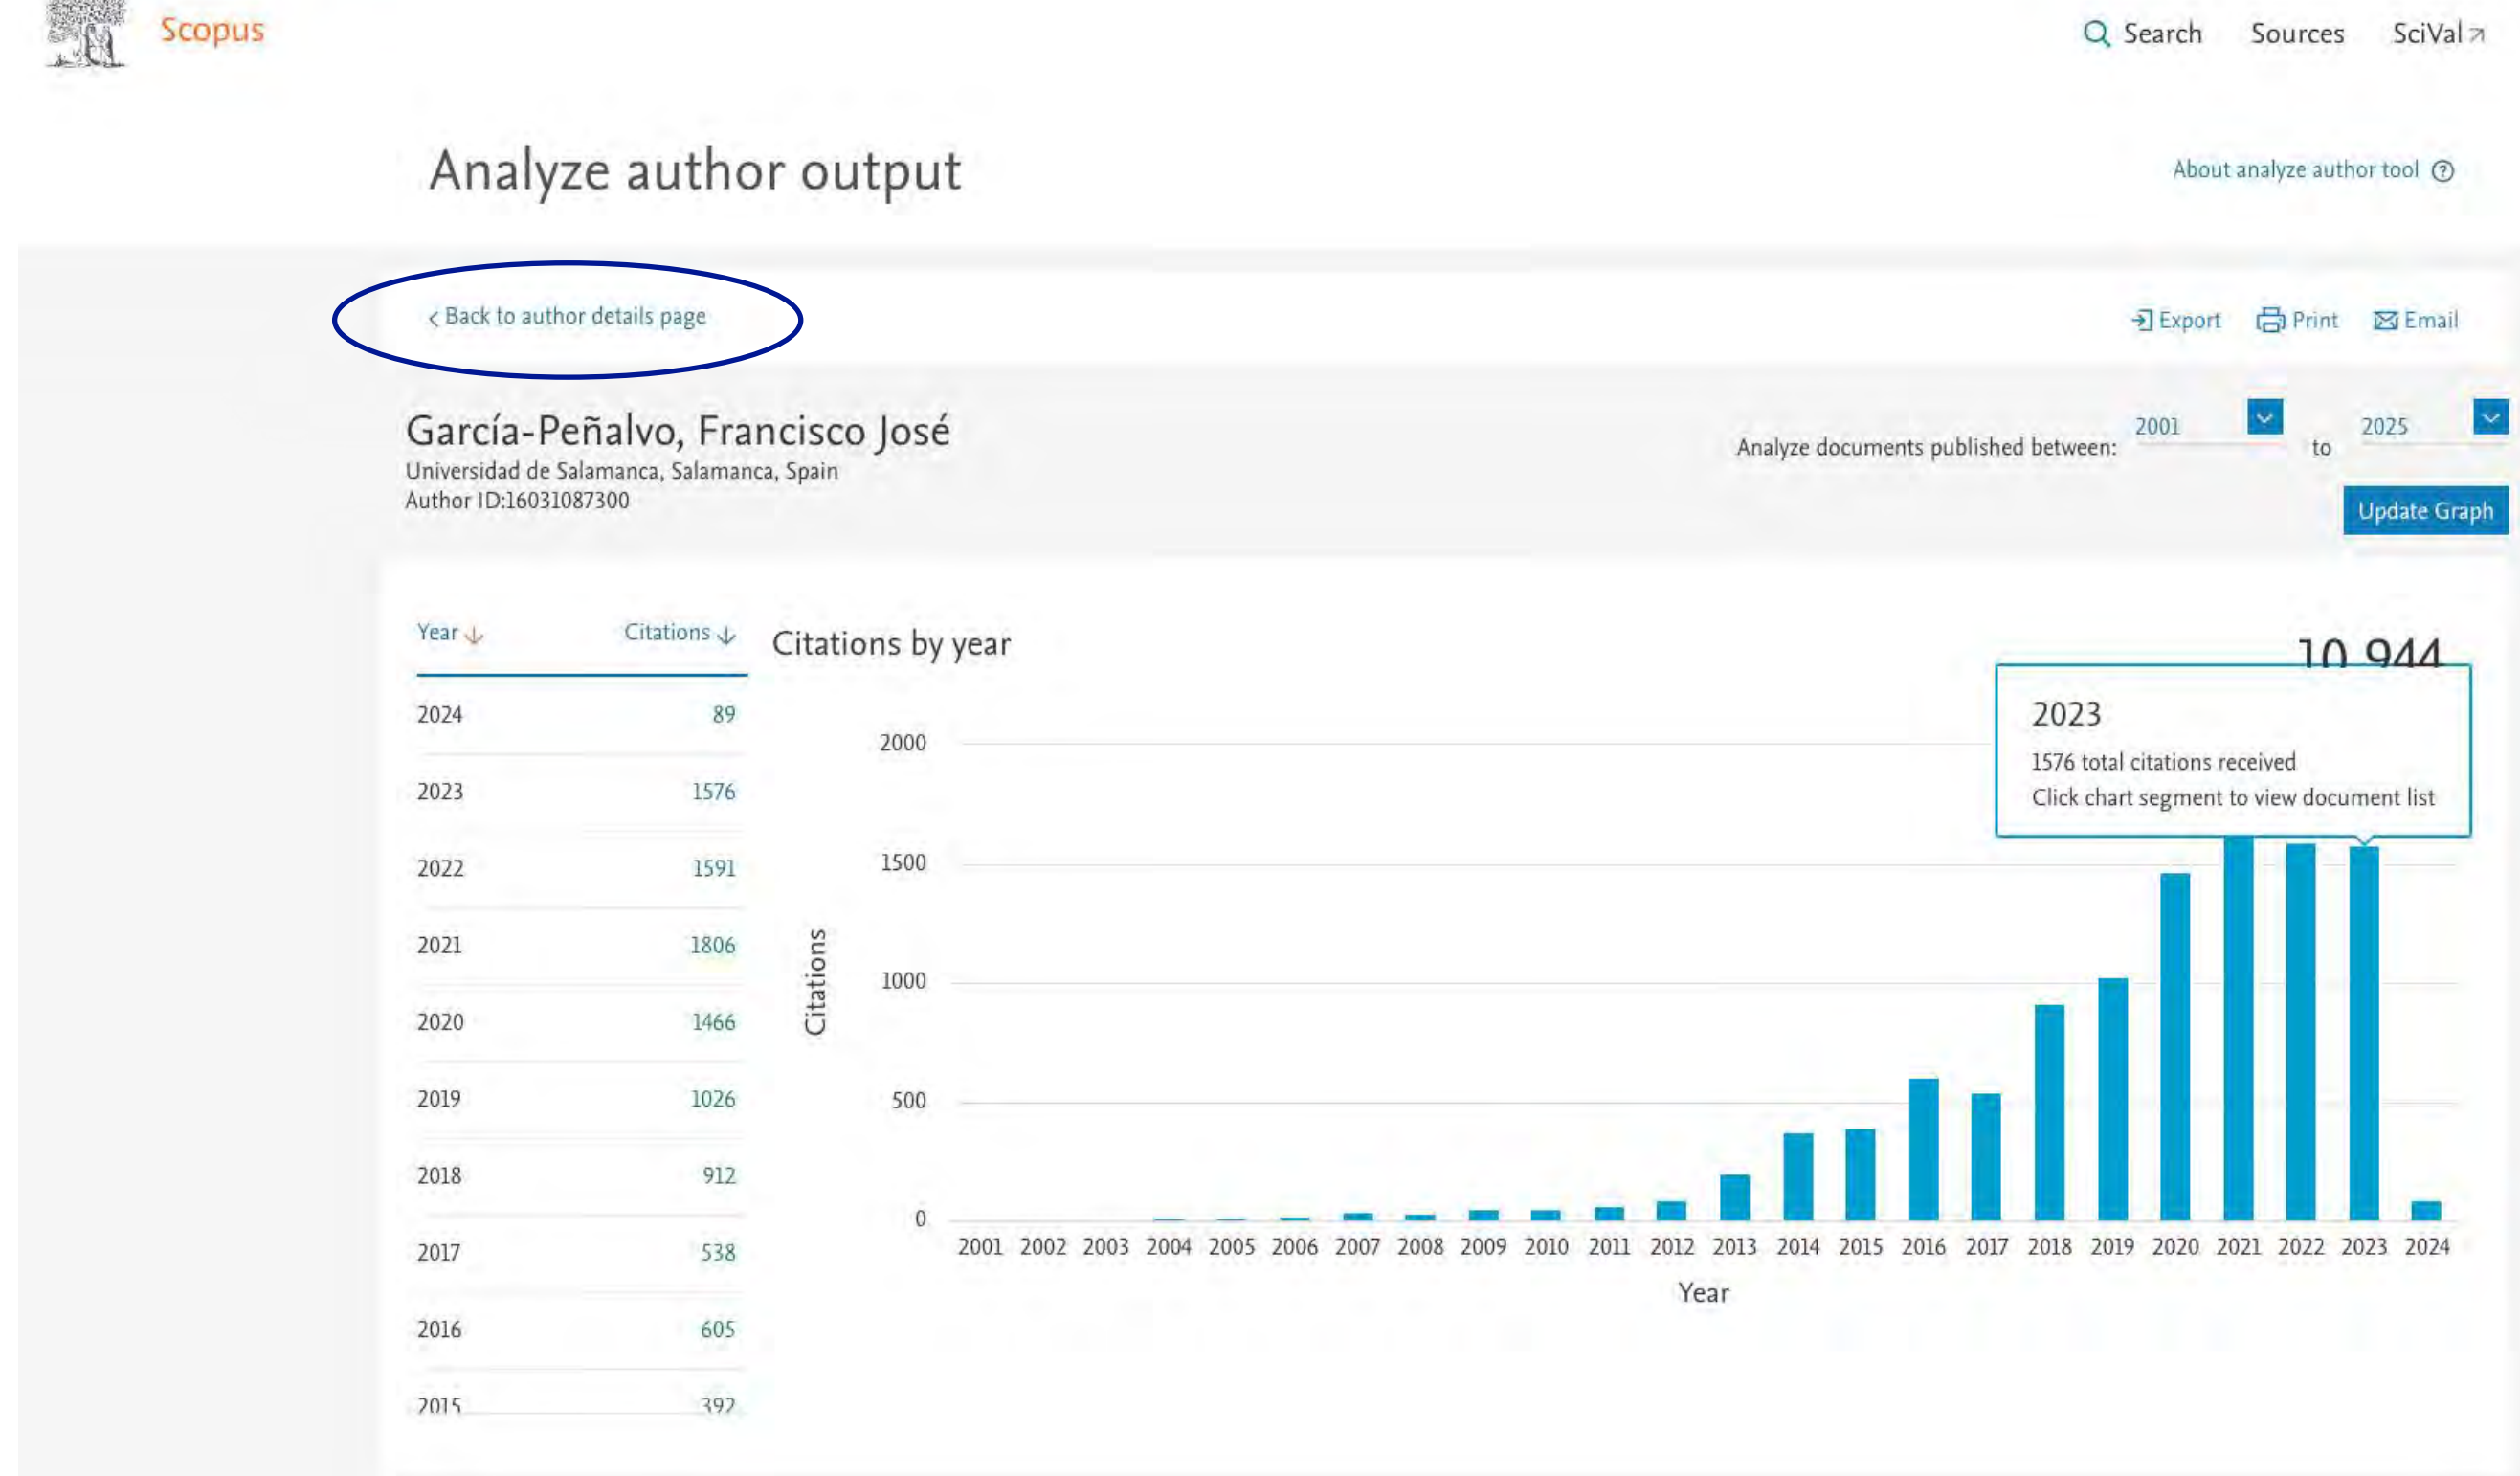 Scopus
Search Sources SciVal
Analyze author output
About analyze author tool
Back to author details page
Export Print Email
García-Peñalvo, Francisco José
Universidad de Salamanca, Salamanca, Spain
Author ID:16031087300
Analyze documents published between: 2001 to 2025
Update Graph
Year Citations
2024 89
2023 1576
2022 1591
2021 1806
2020 1466
2019 1026
2018 912
2017 538
2016 605
2015 392
Citations by year
10 944
2023
1576 total citations received
Click chart segment to view document list
2000
1500
1000
500
0
Citations
2001 2002 2003 2004 2005 2006 2007 2008 2009 2010 2011 2012 2013 2014 2015 2016 2017 2018 2019 2020 2021 2022 2023 2024
Year